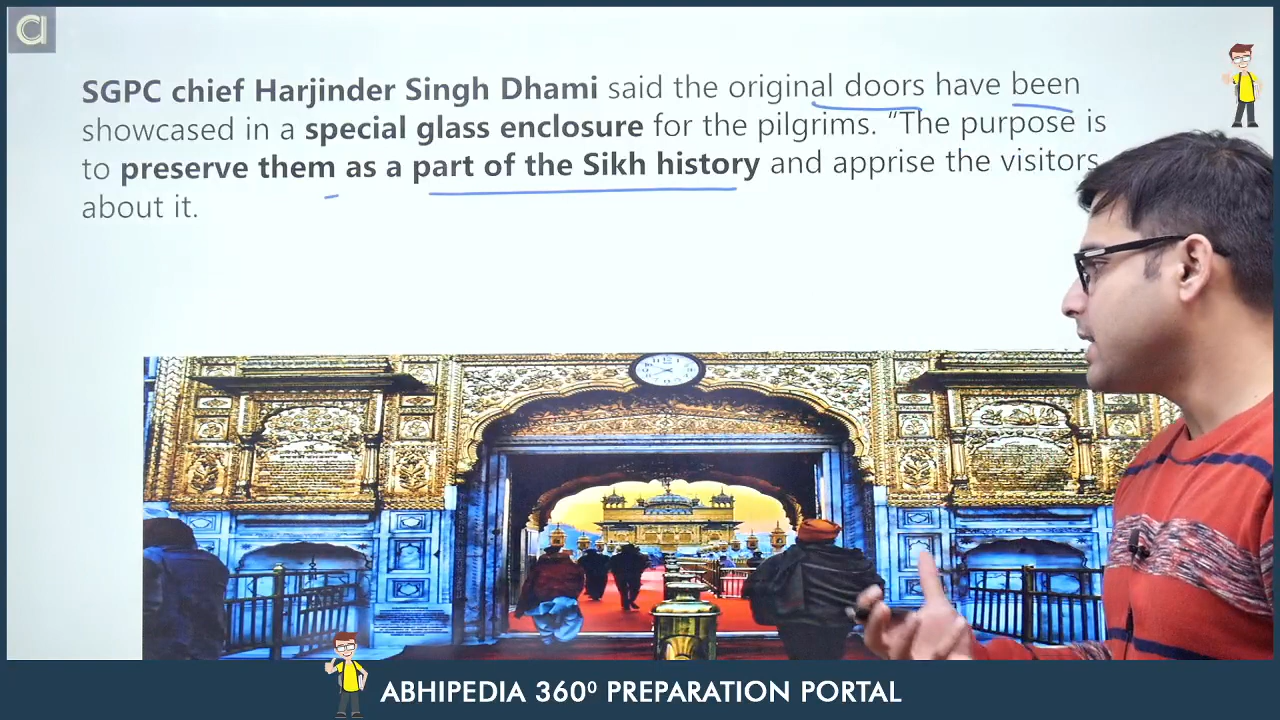 SGPC chief Harjinder Singh Dhami said the original doors have been
showcased in a special glass enclosure for the pilgrims. “The purpose is
to preserve them as a part of the Sikh history and apprise the visitors
about it.
ABHIPEDIA 360⁰ PREPARATION PORTAL